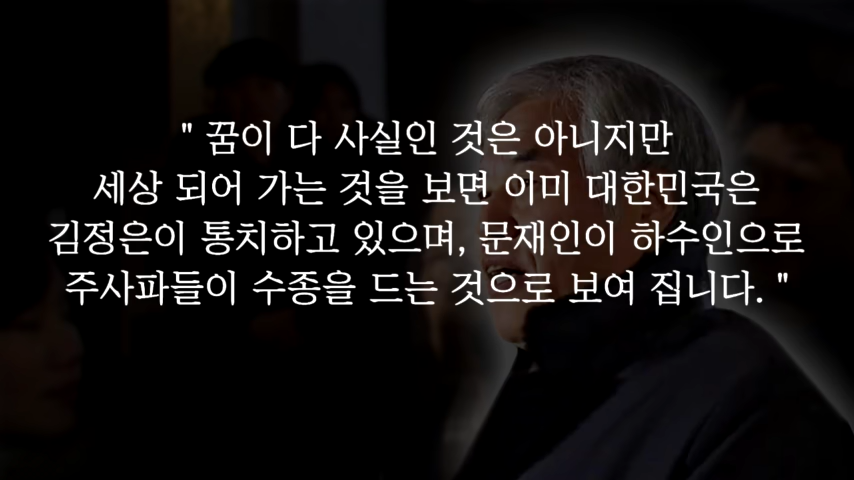 " 꿈이 다 사실인 것은 아니지만
세상 되어 가는 것을 보면 이미 대한민국은
김정은이 통치하고 있으며, 문재인이 하수인으로
주사파들이 수종을 드는 것으로 보여 집니다. "